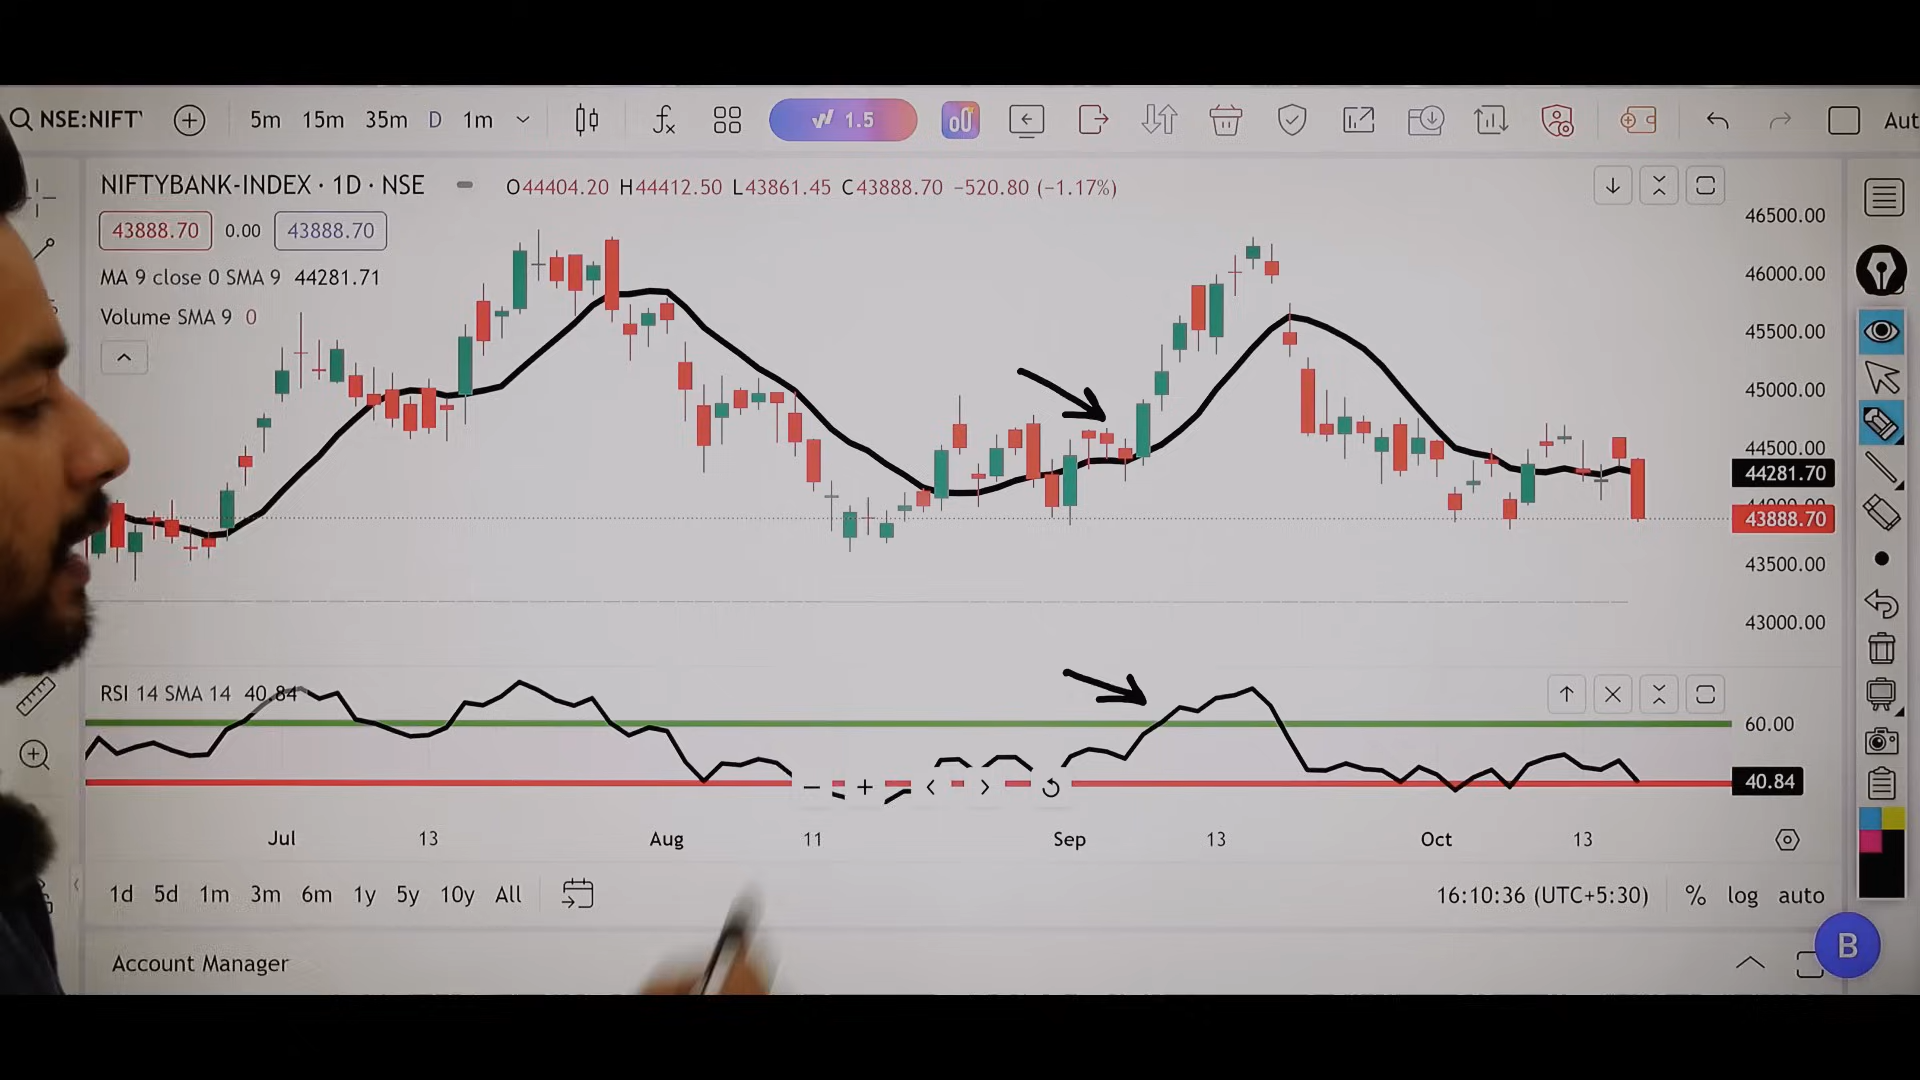 NSE:NIFTY 5m 15m 35m D 1m 1.5 Aut
NIFTYBANK-INDEX · 1D · NSE O44404.20 H44412.50 L43861.45 C43888.70 −520.80 (−1.17%)
43888.70 0.00 43888.70
MA 9 close 0 SMA 9 44281.71
Volume SMA 9 0
46500.00
46000.00
45500.00
45000.00
44500.00
44281.70
44000.00
43888.70
43500.00
43000.00
RSI 14 SMA 14 40.84
60.00
40.84
Jul 13 Aug 11 Sep 13 Oct 13
1d 5d 1m 3m 6m 1y 5y 10y All 16:10:36 (UTC+5:30) % log auto
Account Manager B